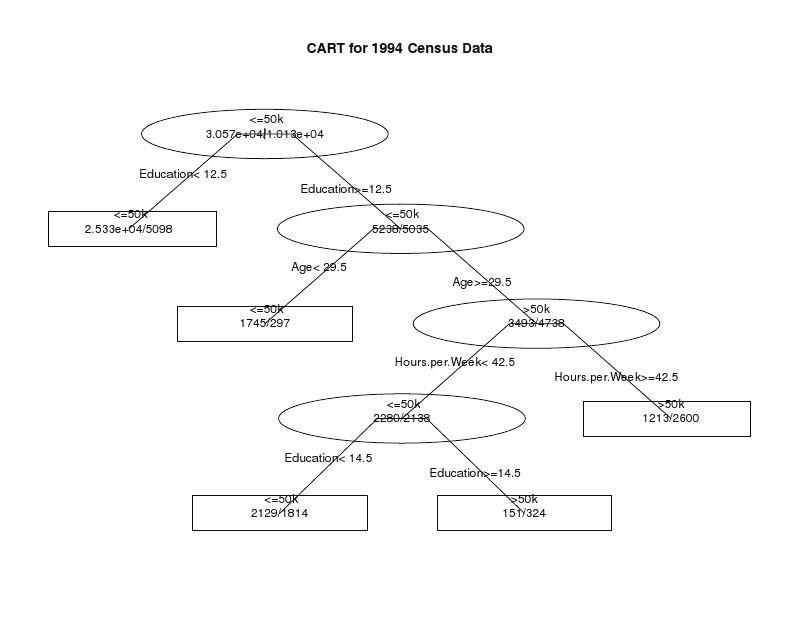 CART for 1994 Census Data
<=50k
3.057e+04/1.013e+04
Education< 12.5
Education>=12.5
<=50k
2.533e+04/5098
<=50k
5238/5035
Age< 29.5
Age>=29.5
<=50k
1745/297
>50k
3493/4738
Hours.per.Week< 42.5
Hours.per.Week>=42.5
<=50k
2280/2138
>50k
1213/2600
Education< 14.5
Education>=14.5
<=50k
2129/1814
>50k
151/324